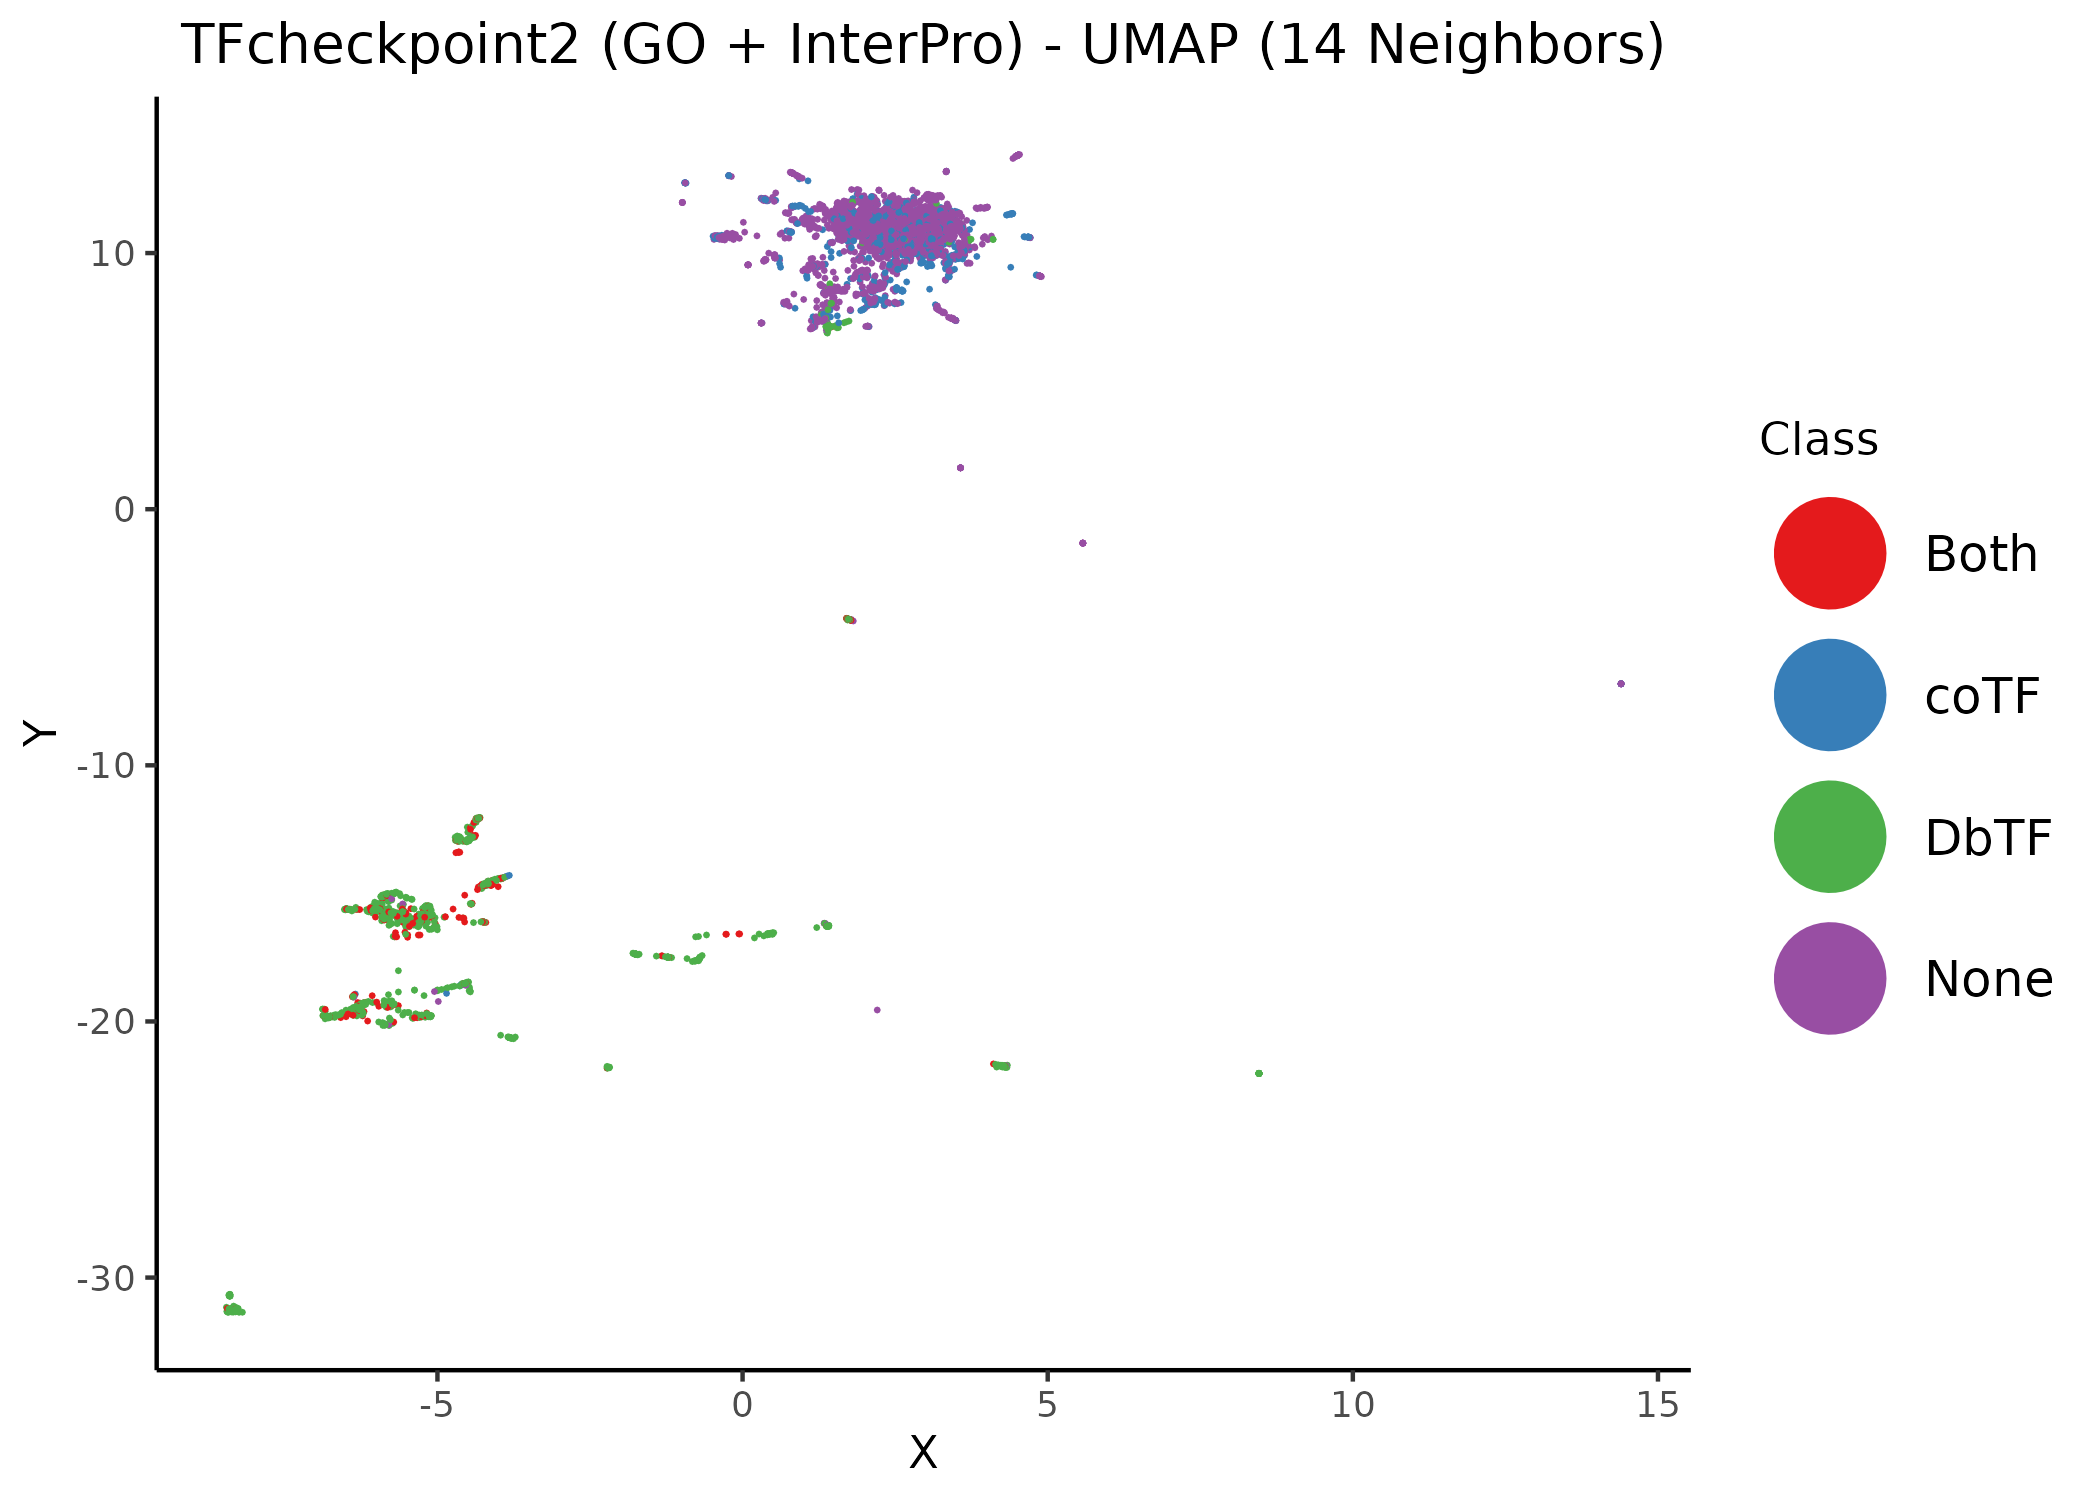 TFcheckpoint2 (GO + InterPro) - UMAP (14 Neighbors)
10
0
-10
-20
-30
Y
-5
0
5
10
15
X
Class
Both
coTF
DbTF
None